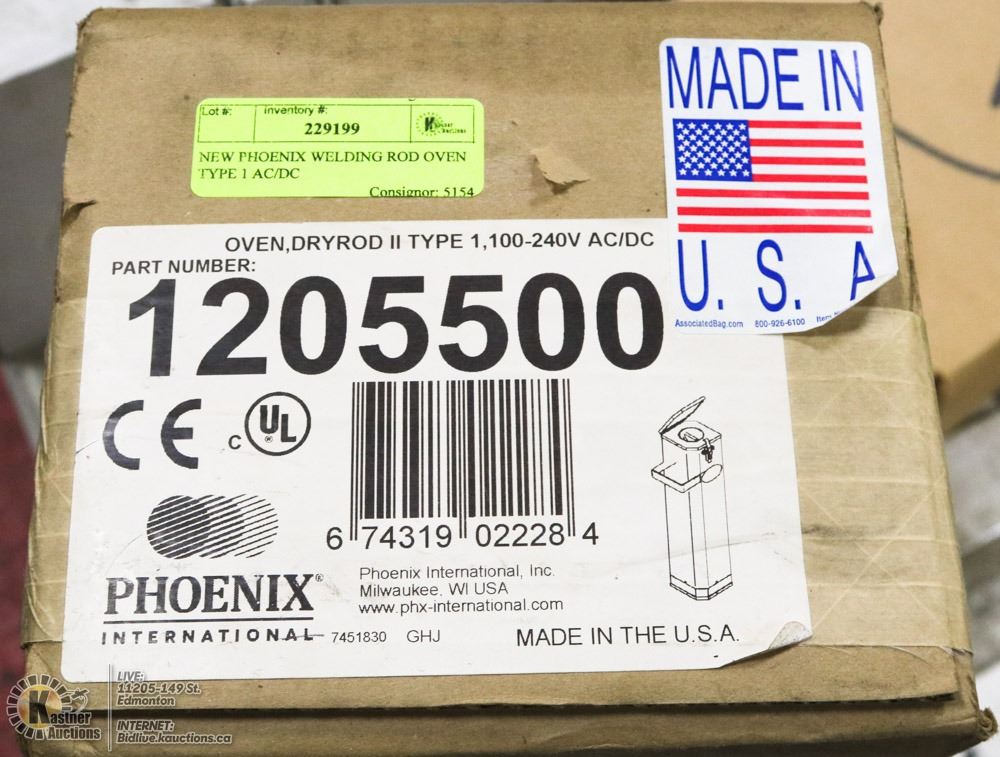 Lot #:
Inventory #:
229199
Kastner
Auctions
NEW PHOENIX WELDING ROD OVEN
TYPE 1 AC/DC
Consignor: 5154
MADE IN
U. S. A
AssociatedBag.com 800-926-6100 Item
OVEN,DRYROD II TYPE 1,100-240V AC/DC
PART NUMBER:
1205500
CE
C UL ®
6 74319 02228 4
PHOENIX®
INTERNATIONAL
Phoenix International, Inc.
Milwaukee, WI USA
www.phx-international.com
7451830 GHJ
MADE IN THE U.S.A.
Kastner
Auctions
LIVE:
11205-149 St.
Edmonton
INTERNET:
Bidlive.kauctions.ca